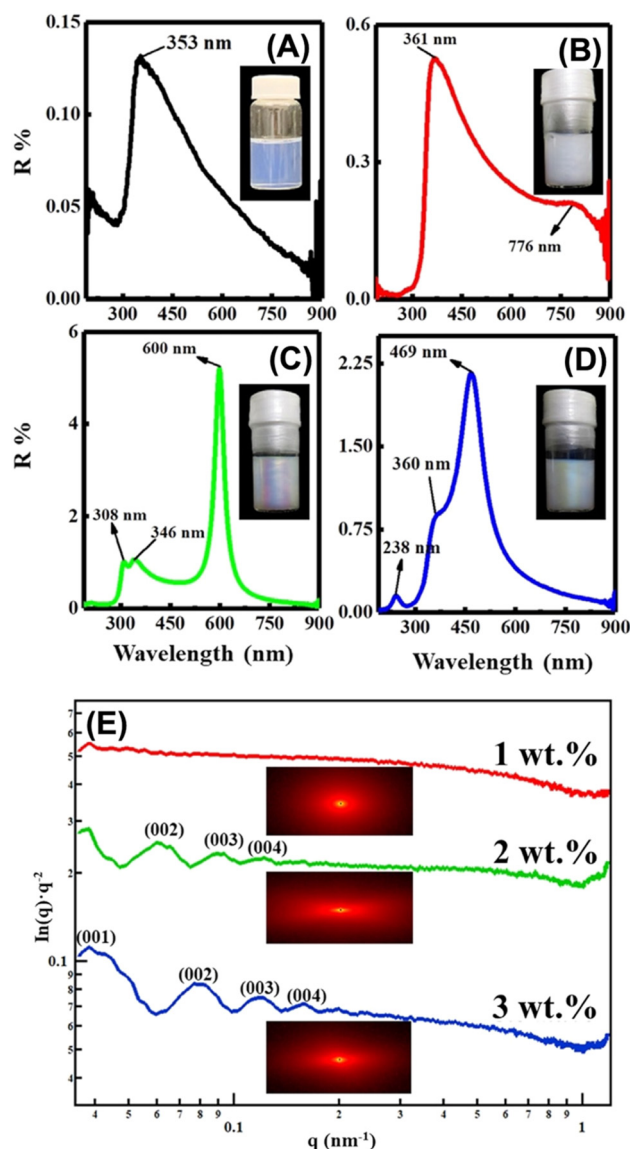 (A)
353 nm
R %
0.15
0.10
0.05
0.00
300 450 600 750 900
(B)
361 nm
776 nm
0.6
0.3
0.0
300 450 600 750 900
(C)
600 nm
308 nm
346 nm
R %
6
4
2
0
300 450 600 750 900
Wavelength (nm)
(D)
469 nm
360 nm
238 nm
2.25
1.50
0.75
0.00
300 450 600 750 900
Wavelength (nm)
(E)
1 wt.%
(002)
(003)
(004)
2 wt.%
(001)
(002)
(003)
(004)
3 wt.%
In(q)·q-2
7
6
5
4
3
2
0.1
9
8
7
6
5
4
4 5 6 7 8 9 0.1 2 3 4 5 6 7 8 9 1
q (nm-1)